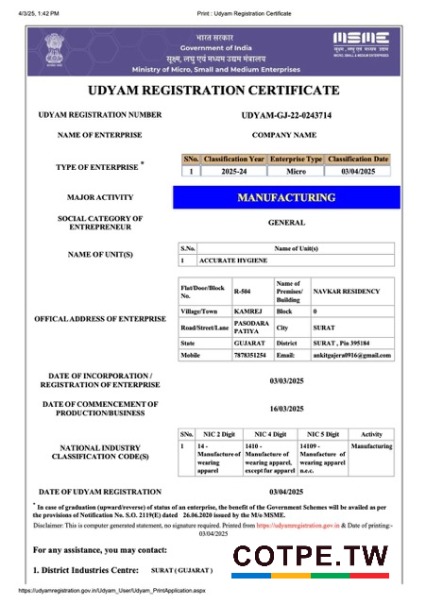 4/3/25, 1:42 PM Print : Udyam Registration Certificate
भारत सरकार
Government of India
सूक्ष्म, लघु एवं मध्यम उद्यम मंत्रालय
Ministry of Micro, Small and Medium Enterprises
MSME
MICRO, SMALL & MEDIUM ENTERPRISES
UDYAM REGISTRATION CERTIFICATE
UDYAM REGISTRATION NUMBER UDYAM-GJ-22-0243714
NAME OF ENTERPRISE COMPANY NAME
TYPE OF ENTERPRISE *
SNo. Classification Year Enterprise Type Classification Date
1 2025-24 Micro 03/04/2025
MAJOR ACTIVITY MANUFACTURING
SOCIAL CATEGORY OF
ENTREPRENEUR
GENERAL
NAME OF UNIT(S)
S.No. Name of Unit(s)
1 ACCURATE HYGIENE
OFFICAL ADDRESS OF ENTERPRISE
Flat/Door/Block No. R-504 Name of Premises/ Building NAVKAR RESIDENCY
Village/Town KAMREJ Block 0
Road/Street/Lane PASODARA PATIYA City SURAT
State GUJARAT District SURAT , Pin 395184
Mobile 7878351254 Email: ankitgujera0916@gmail.com
DATE OF INCORPORATION /
REGISTRATION OF ENTERPRISE
03/03/2025
DATE OF COMMENCEMENT OF
PRODUCTION/BUSINESS
16/03/2025
NATIONAL INDUSTRY
CLASSIFICATION CODE(S)
SNo. NIC 2 Digit NIC 4 Digit NIC 5 Digit Activity
1 14 - Manufacture of wearing apparel 1410 - Manufacture of wearing apparel, except fur apparel 14109 - Manufacture of wearing apparel n.e.c. Manufacturing
DATE OF UDYAM REGISTRATION 03/04/2025
* In case of graduation (upward/reverse) of status of an enterprise, the benefit of the Government Schemes will be availed as per
the provisions of Notification No. S.O. 2119(E) dated 26.06.2020 issued by the M/o MSME.
Disclaimer: This is computer generated statement, no signature required. Printed from https://udyamregistration.gov.in & Date of printing:-
03/04/2025
For any assistance, you may contact:
1. District Industries Centre: SURAT ( GUJARAT )
COTPE.TW
https://udyamregistration.gov.in/Udyam_User/Udyam_PrintApplication.aspx